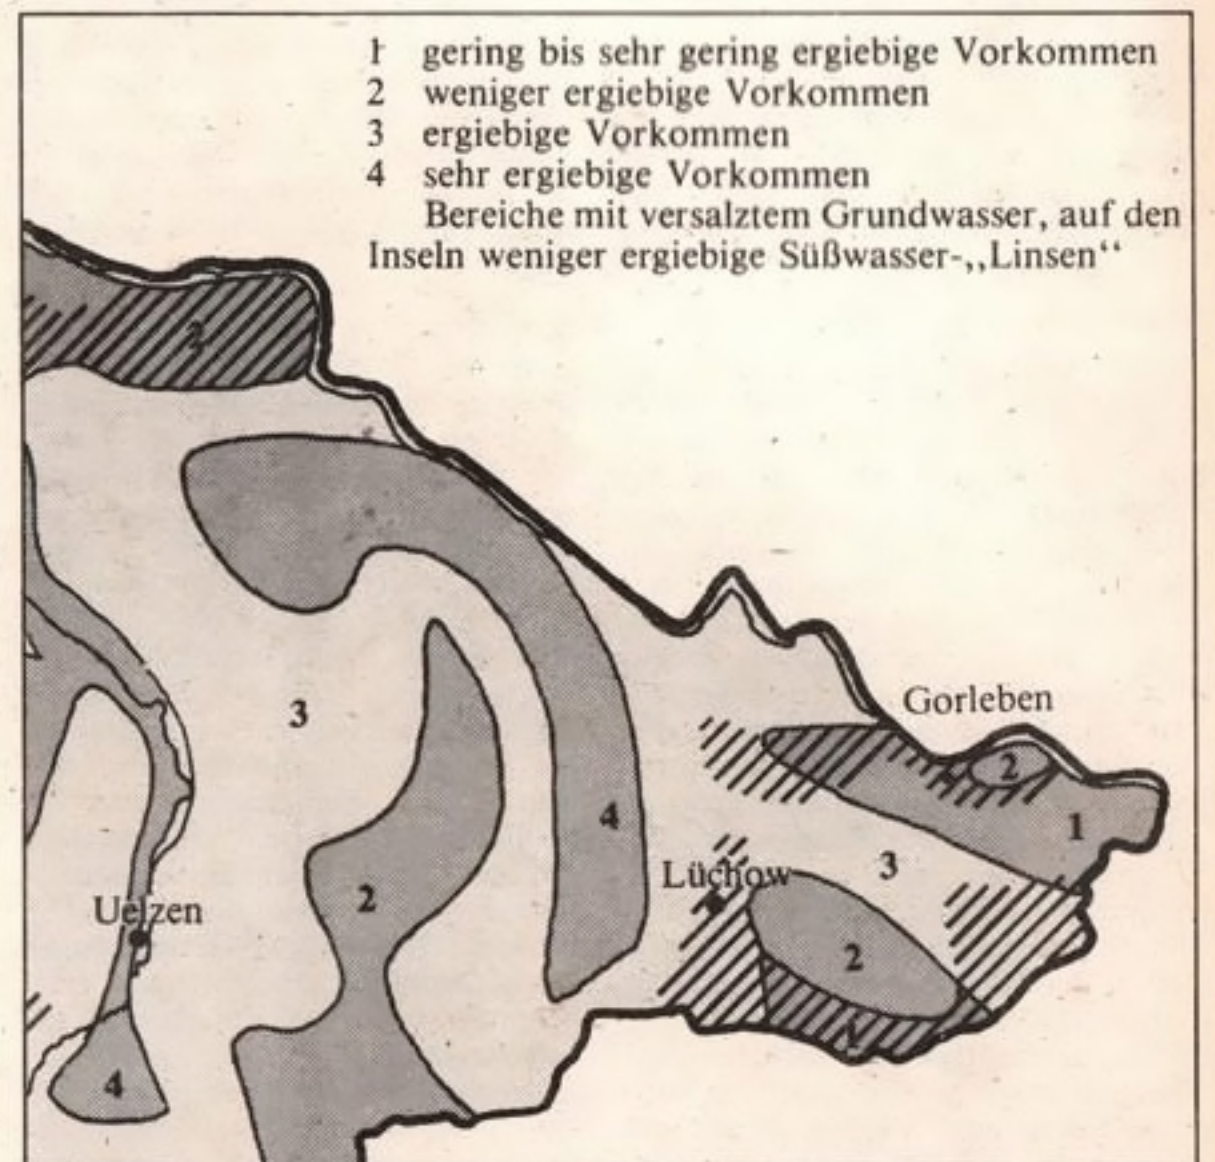 1 gering bis sehr gering ergiebige Vorkommen
2 weniger ergiebige Vorkommen
3 ergiebige Vorkommen
4 sehr ergiebige Vorkommen
Bereiche mit versalztem Grundwasser, auf den
Inseln weniger ergiebige Süßwasser-„Linsen“
2
Gorleben
3
2
4
1
Lüchow
3
2
Uelzen
2
1
4